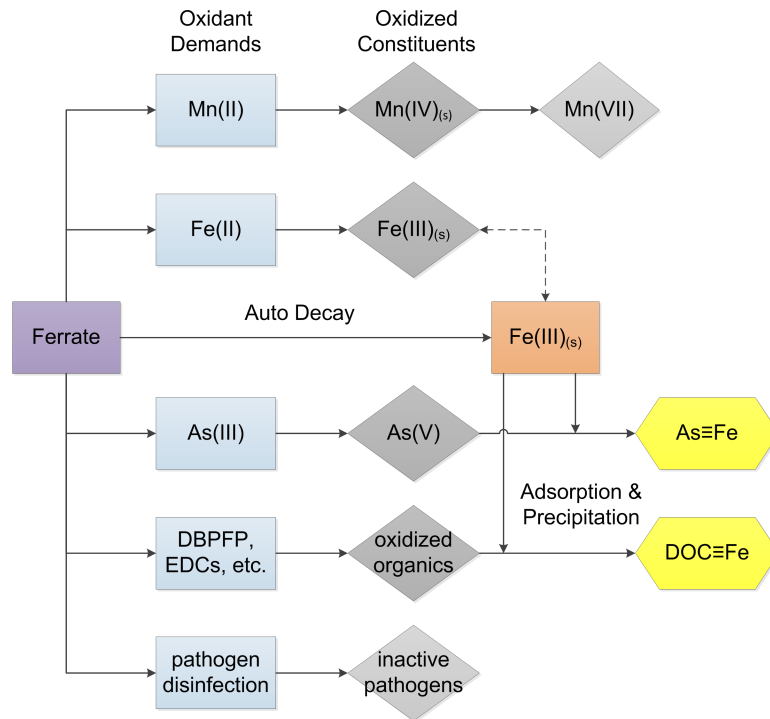 Oxidant
Demands
Oxidized
Constituents
Mn(II)
Mn(IV)(s)
Mn(VII)
Fe(II)
Fe(III)(s)
Ferrate
Auto Decay
Fe(III)(s)
As(III)
As(V)
As≡Fe
Adsorption &
Precipitation
DBPFP,
EDCs, etc.
oxidized
organics
DOC≡Fe
pathogen
disinfection
inactive
pathogens